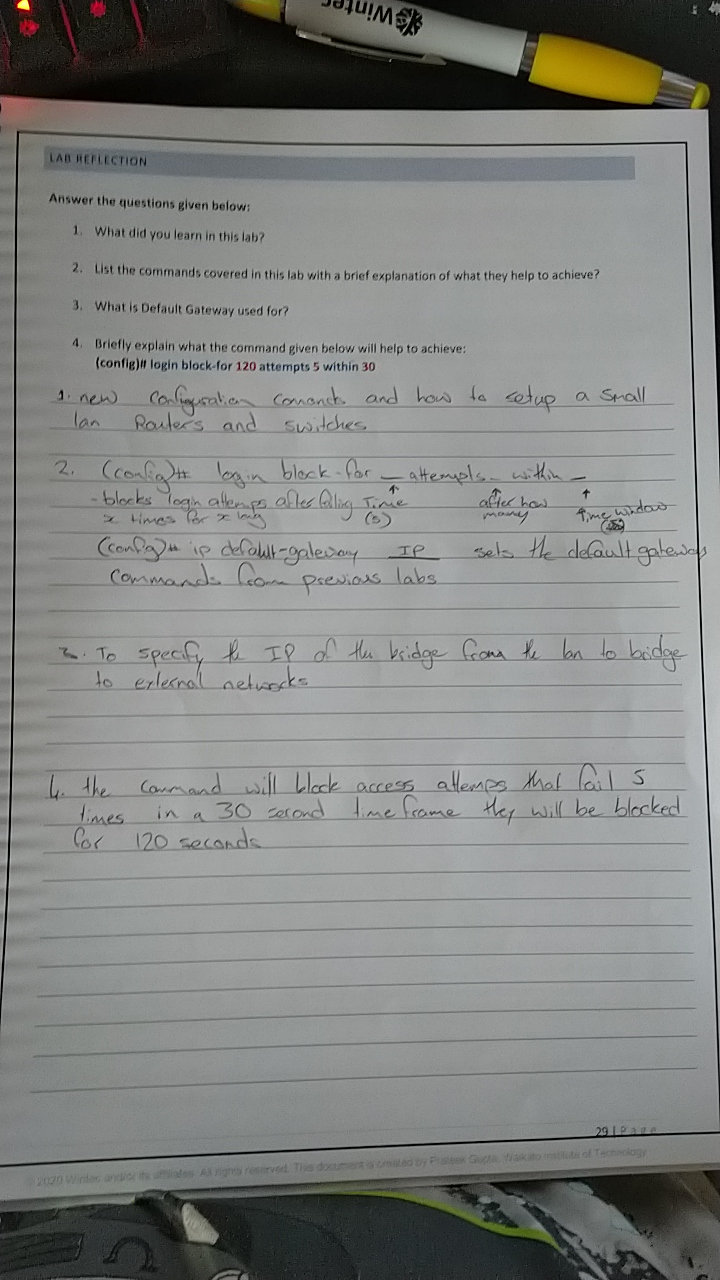 Winter
LAB REFLECTION
Answer the questions given below:
1. What did you learn in this lab?
2. List the commands covered in this lab with a brief explanation of what they help to achieve?
3. What is Default Gateway used for?
4. Briefly explain what the command given below will help to achieve:
(config)# login block-for 120 attempts 5 within 30
1. new configuration comands and how to setup a small
lan Routers and switches
2. (config)# login block-for _ attempts _ within _
- blocks login attemps after failing
x times for x long
↑
Time
(s)
↑
after how
many
↑
time window
(s)
(config)# ip default-gateway IP sets the default gateway
Commands from previous labs
3. To specify the IP of the bridge from the lan to bridge
to external networks
4. the command will block access attemps that fail 5
times in a 30 second timeframe they will be blocked
for 120 seconds
29 | Page
© 2020 Wintec and/or its affiliates. All rights reserved. This document is created by Prateek Gupta, Waikato Institute of Technology